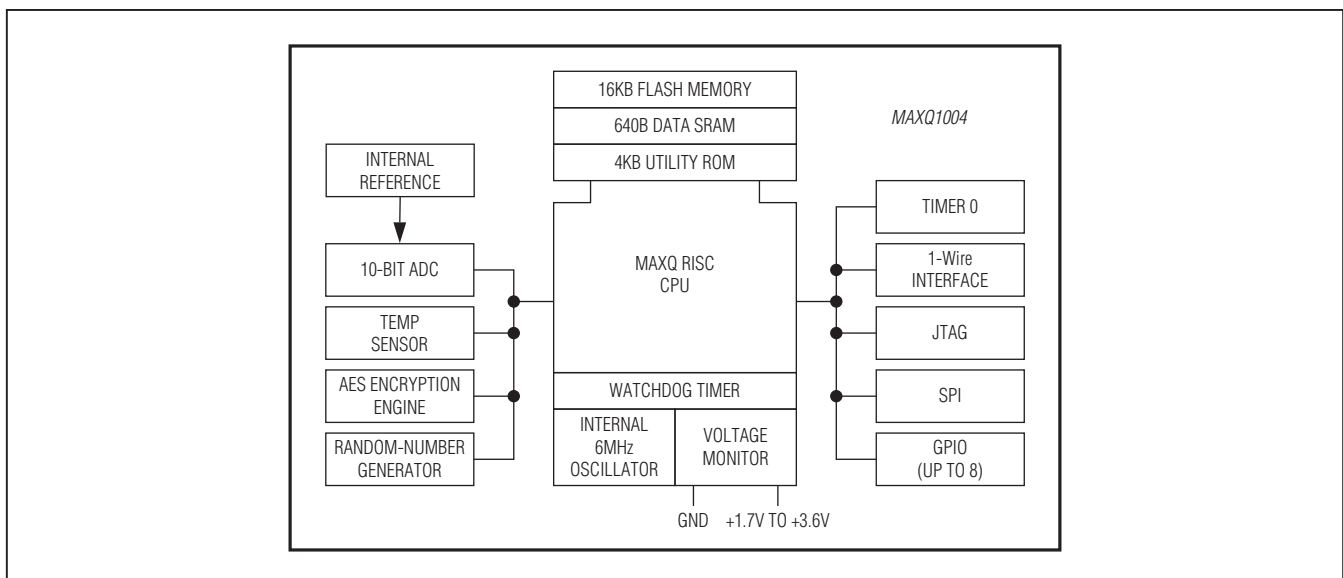 16KB FLASH MEMORY
640B DATA SRAM
4KB UTILITY ROM
MAXQ1004
INTERNAL
REFERENCE
10-BIT ADC
TEMP
SENSOR
AES ENCRYPTION
ENGINE
RANDOM-NUMBER
GENERATOR
MAXQ RISC
CPU
WATCHDOG TIMER
INTERNAL
6MHz
OSCILLATOR
VOLTAGE
MONITOR
GND
+1.7V TO +3.6V
TIMER 0
1-Wire
INTERFACE
JTAG
SPI
GPIO
(UP TO 8)